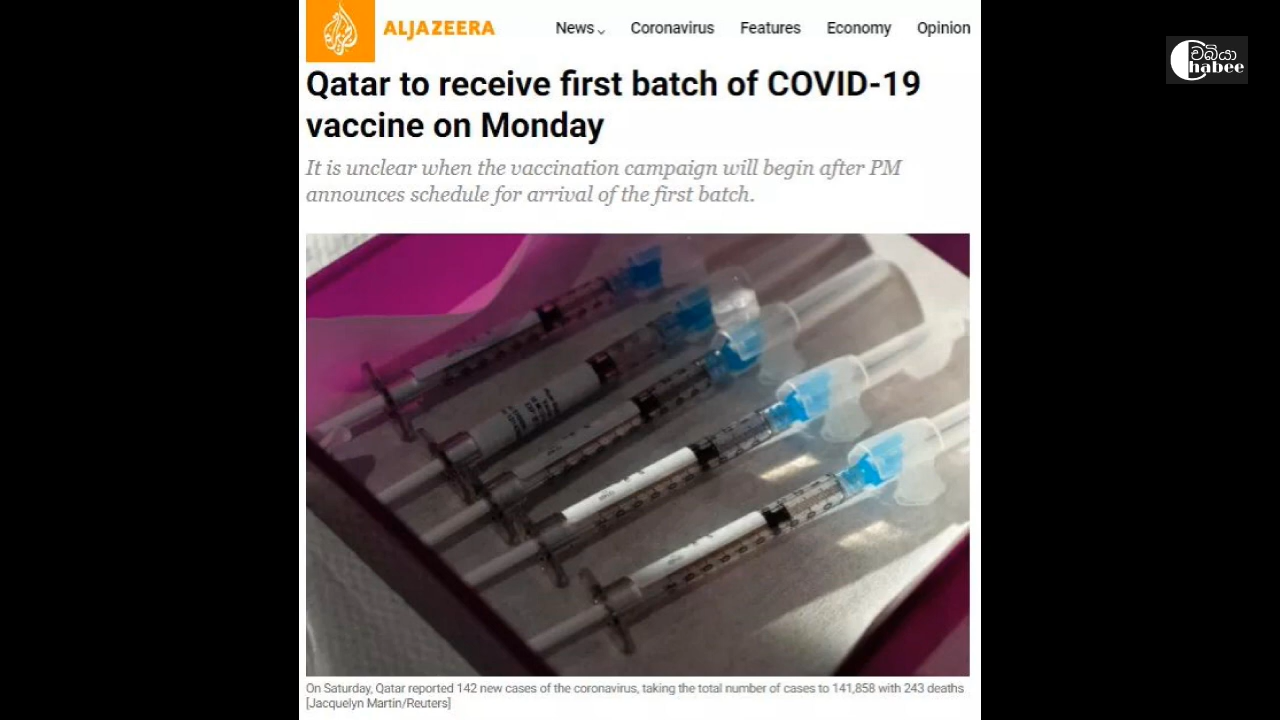 ALJAZEERA
News Coronavirus Features Economy Opinion
Qatar to receive first batch of COVID-19
vaccine on Monday
It is unclear when the vaccination campaign will begin after PM
announces schedule for arrival of the first batch.
On Saturday, Qatar reported 142 new cases of the coronavirus, taking the total number of cases to 141,858 with 243 deaths
[Jacquelyn Martin/Reuters]
චබියා
Chabee